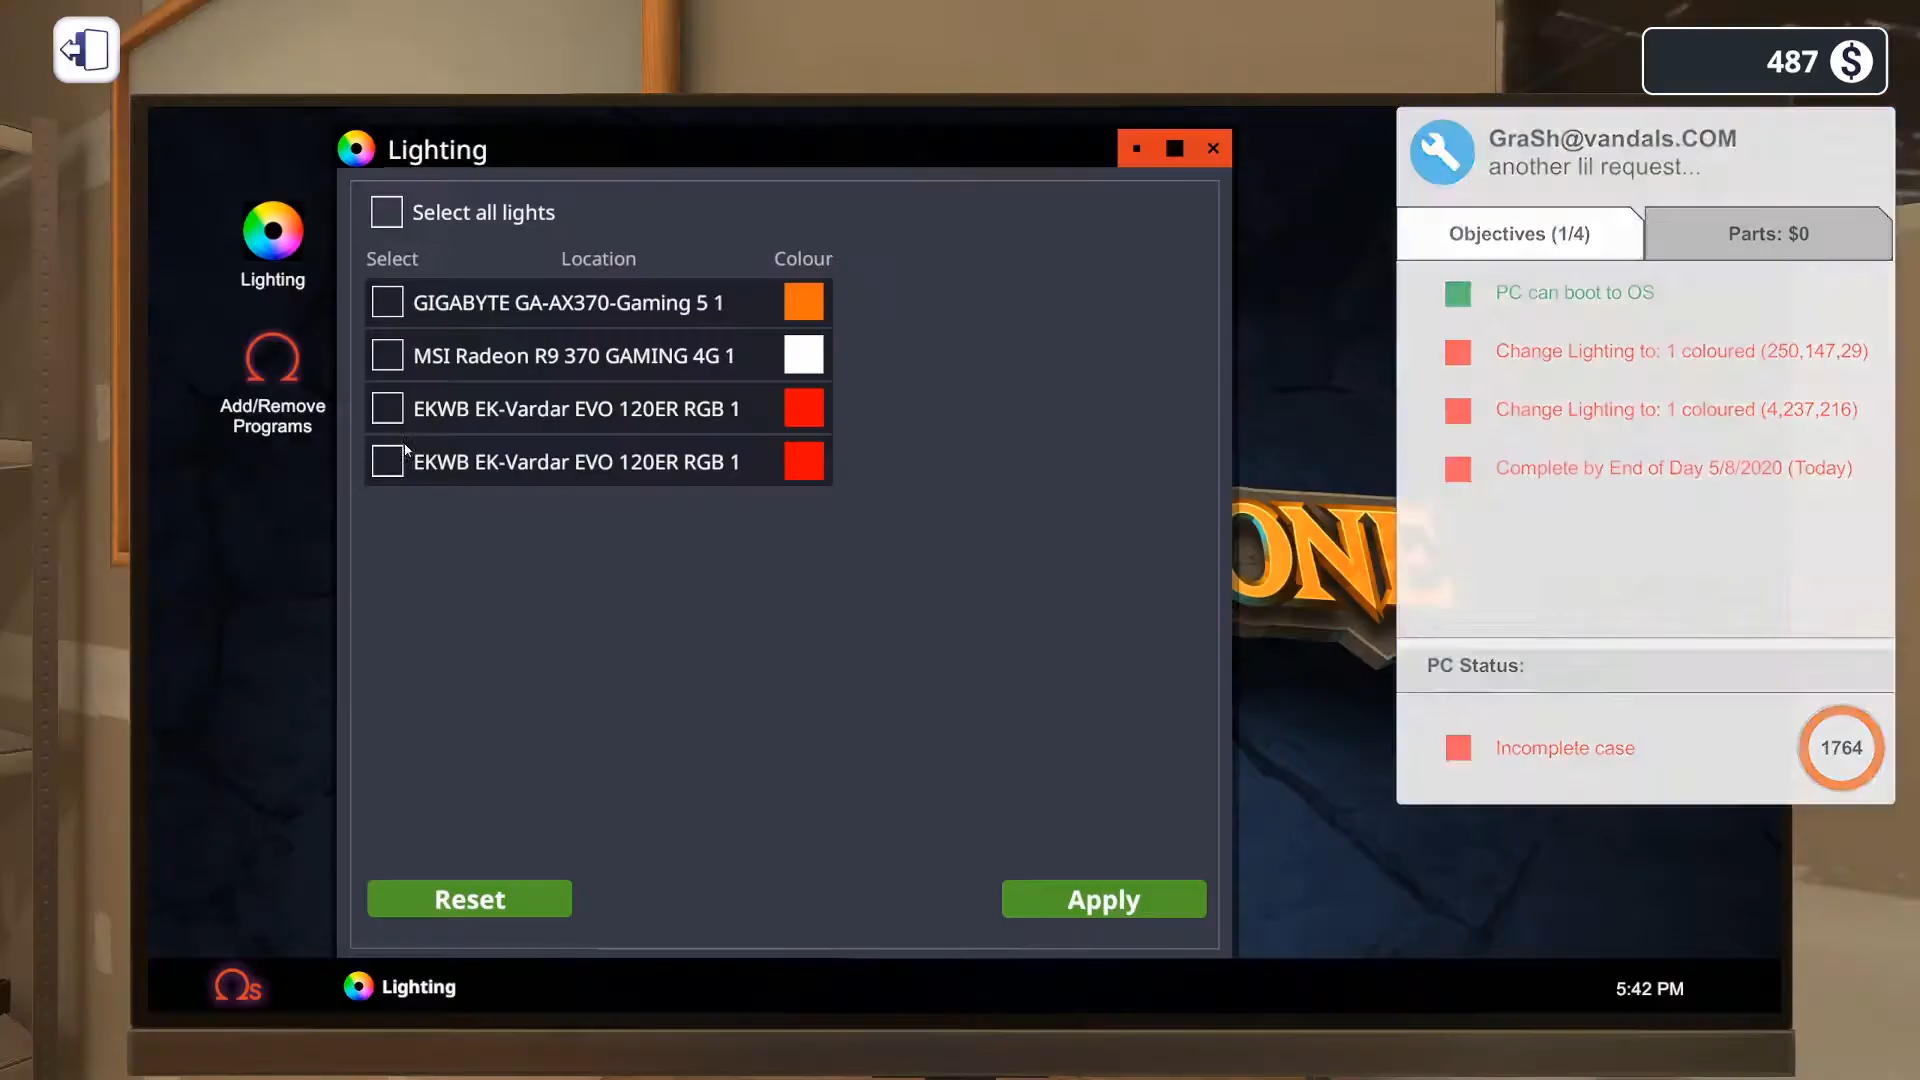 487 $
Lighting
Select all lights
Select Location Colour
GIGABYTE GA-AX370-Gaming 5 1
MSI Radeon R9 370 GAMING 4G 1
EKWB EK-Vardar EVO 120ER RGB 1
EKWB EK-Vardar EVO 120ER RGB 1
Reset
Apply
Lighting
Add/Remove
Programs
ONE
GraSh@vandals.COM
another lil request...
Objectives (1/4)
Parts: $0
PC can boot to OS
Change Lighting to: 1 coloured (250,147,29)
Change Lighting to: 1 coloured (4,237,216)
Complete by End of Day 5/8/2020 (Today)
PC Status:
Incomplete case
1764
Ωs
Lighting
5:42 PM